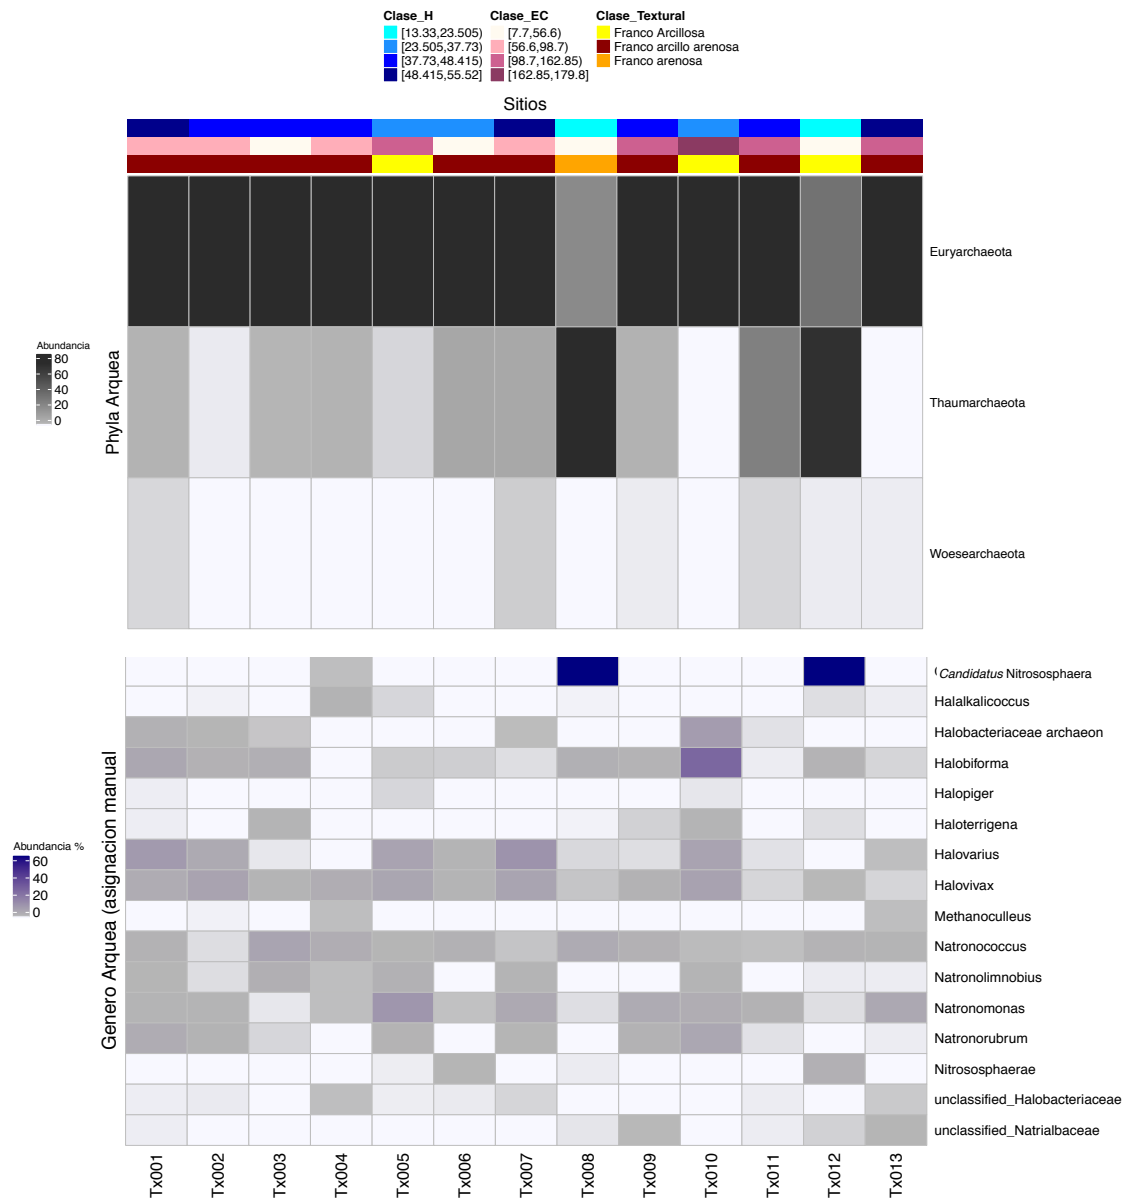 Clase_H
[13.33,23.505)
[23.505,37.73)
[37.73,48.415)
[48.415,55.52]
Clase_EC
[7.7,56.6)
[56.6,98.7)
[98.7,162.85)
[162.85,179.8]
Clase_Textural
Franco Arcillosa
Franco arcillo arenosa
Franco arenosa
Sitios
Abundancia
80
60
40
20
0
Phyla Arquea
Euryarchaeota
Thaumarchaeota
Woesearchaeota
Abundancia %
60
40
20
0
Genero Arquea (asignacion manual
(Candidatus Nitrososphaera
Halalkalicoccus
Halobacteriaceae archaeon
Halobiforma
Halopiger
Haloterrigena
Halovarius
Halovivax
Methanoculleus
Natronococcus
Natronolimnobius
Natronomonas
Natronorubrum
Nitrososphaerae
unclassified_Halobacteriaceae
unclassified_Natrialbaceae
Tx001
Tx002
Tx003
Tx004
Tx005
Tx006
Tx007
Tx008
Tx009
Tx010
Tx011
Tx012
Tx013